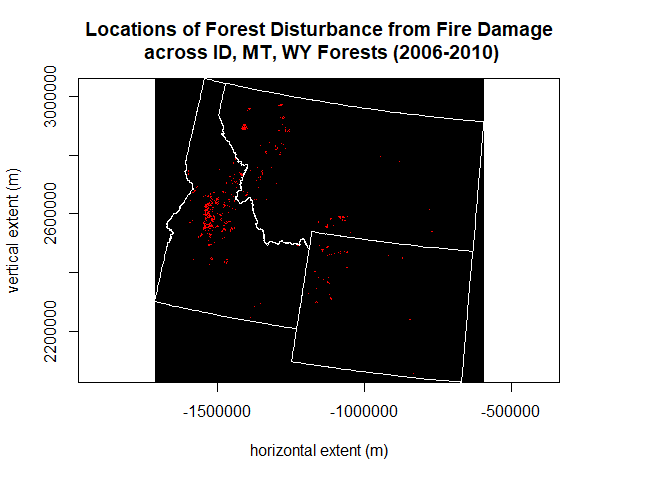 Locations of Forest Disturbance from Fire Damage
across ID, MT, WY Forests (2006-2010)
vertical extent (m)
3000000
2600000
2200000
-1500000
-1000000
-500000
horizontal extent (m)